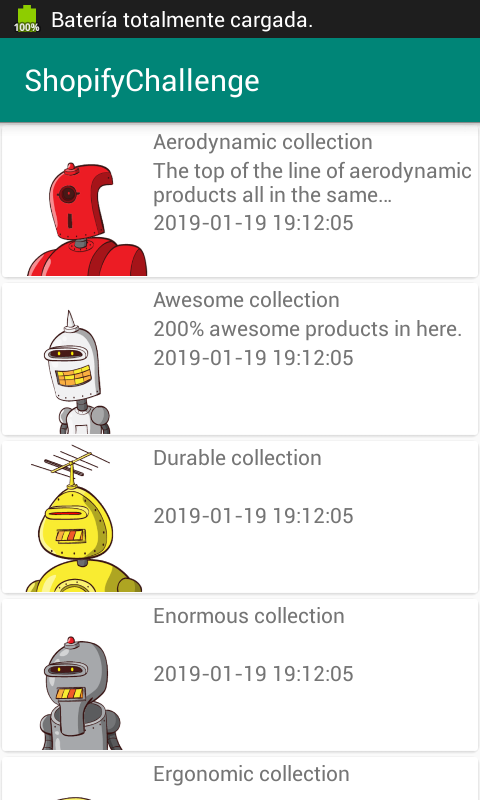 100%
Batería totalmente cargada.
ShopifyChallenge
Aerodynamic collection
The top of the line of aerodynamic
products all in the same…
2019-01-19 19:12:05
Awesome collection
200% awesome products in here.
2019-01-19 19:12:05
Durable collection
2019-01-19 19:12:05
Enormous collection
2019-01-19 19:12:05
Ergonomic collection